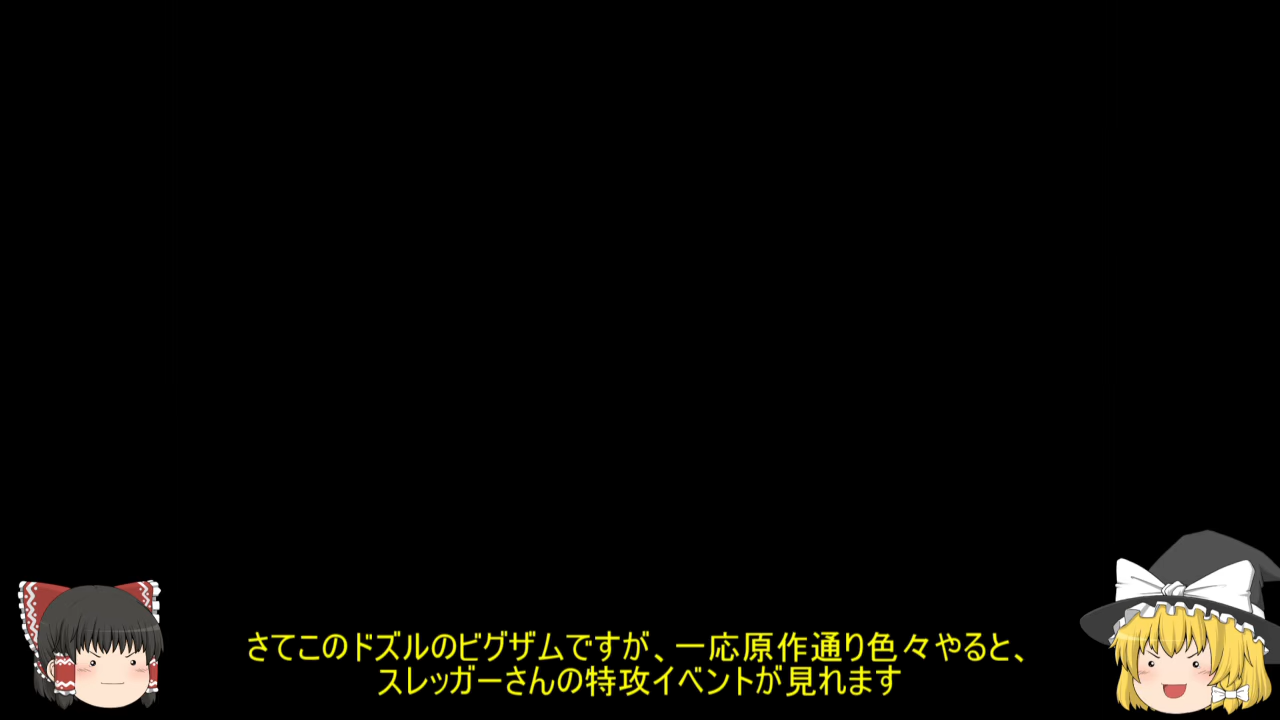 さてこのドズルのビグザムですが、一応原作通り色々やると、
スレッガーさんの特攻イベントが見れます